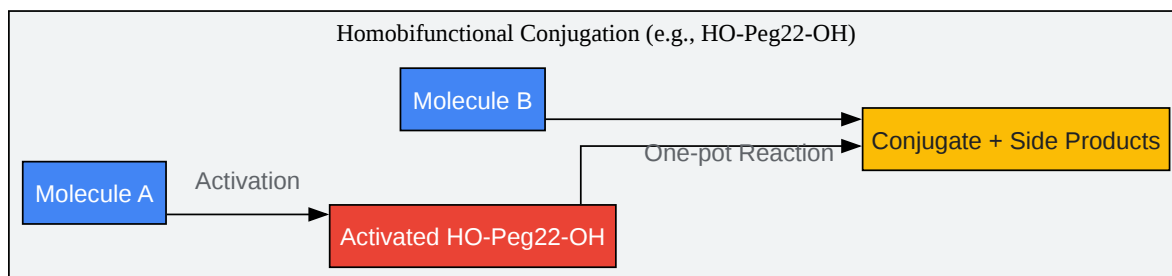 Homobifunctional Conjugation (e.g., HO-Peg22-OH)
Molecule B
Conjugate + Side Products
One-pot Reaction
Activation
Molecule A
Activated HO-Peg22-OH